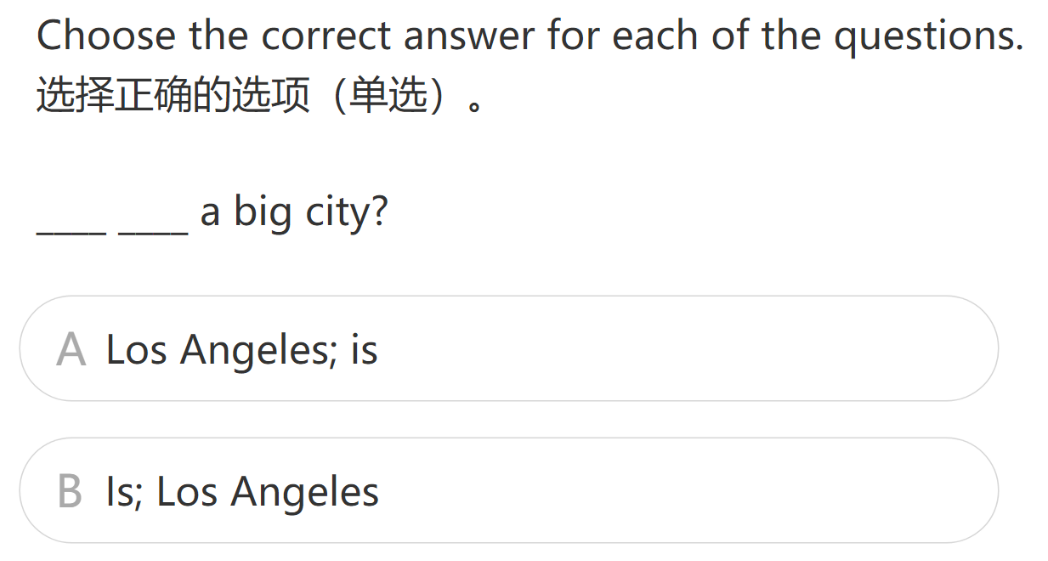 Choose the correct answer for each of the questions.
选择正确的选项（单选）。
____ ____ a big city?
A Los Angeles; is
B Is; Los Angeles